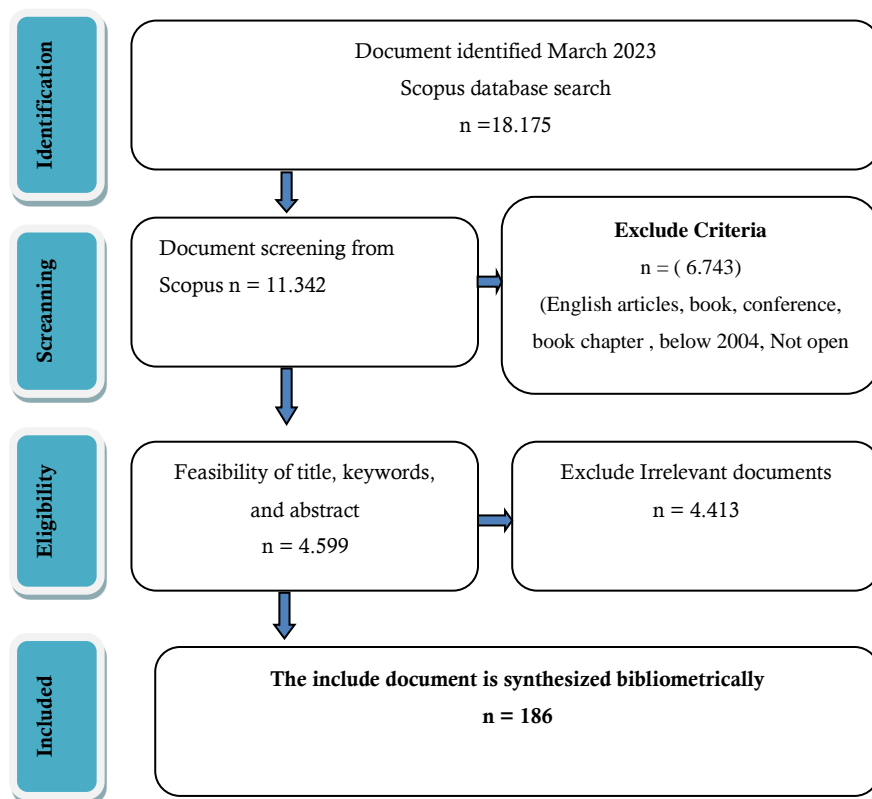 Identification
Document identified March 2023
Scopus database search
n =18.175
Screanning
Document screening from
Scopus n = 11.342
Exclude Criteria
n = ( 6.743)
(English articles, book, conference,
book chapter , below 2004, Not open
Eligibility
Feasibility of title, keywords,
and abstract
n = 4.599
Exclude Irrelevant documents
n = 4.413
Included
The include document is synthesized bibliometrically
n = 186